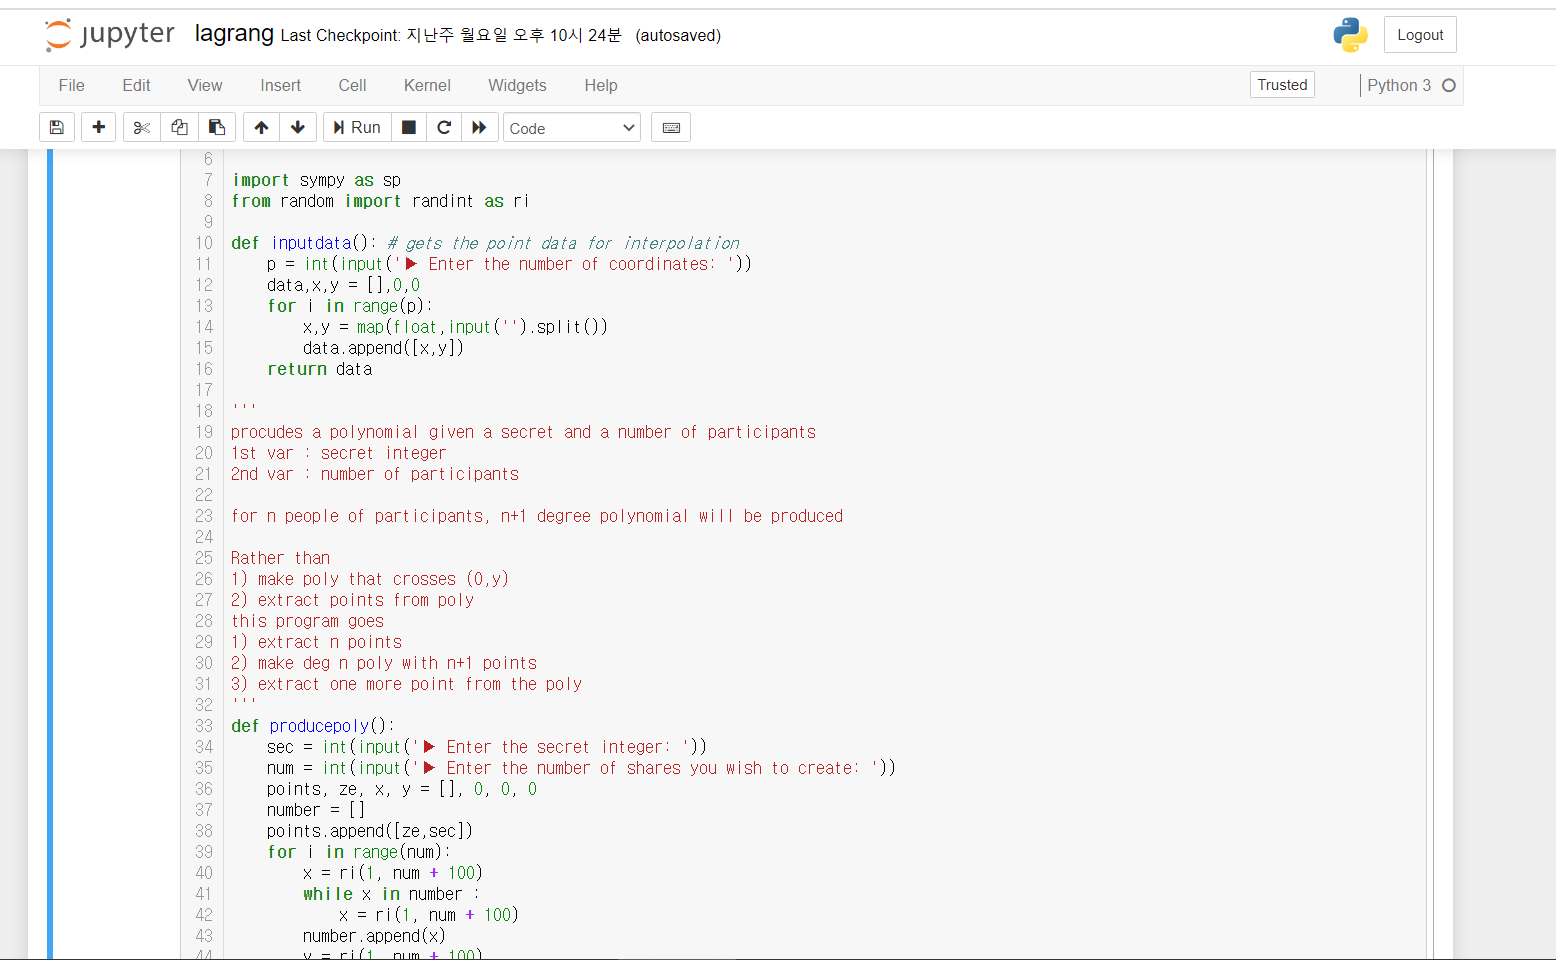 jupyter lagrang Last Checkpoint: 지난주 월요일 오후 10시 24분 (autosaved) Logout
File Edit View Insert Cell Kernel Widgets Help Trusted Python 3
Run Code
6
7 import sympy as sp
8 from random import randint as ri
9
10 def inputdata(): # gets the point data for interpolation
11     p = int(input('▶ Enter the number of coordinates: '))
12     data,x,y = [],0,0
13     for i in range(p):
14         x,y = map(float,input('').split())
15         data.append([x,y])
16     return data
17
18 '''
19 procudes a polynomial given a secret and a number of participants
20 1st var : secret integer
21 2nd var : number of participants
22
23 for n people of participants, n+1 degree polynomial will be produced
24
25 Rather than
26 1) make poly that crosses (0,y)
27 2) extract points from poly
28 this program goes
29 1) extract n points
30 2) make deg n poly with n+1 points
31 3) extract one more point from the poly
32 '''
33 def producepoly():
34     sec = int(input('▶ Enter the secret integer: '))
35     num = int(input('▶ Enter the number of shares you wish to create: '))
36     points, ze, x, y = [], 0, 0, 0
37     number = []
38     points.append([ze,sec])
39     for i in range(num):
40         x = ri(1, num + 100)
41         while x in number :
42             x = ri(1, num + 100)
43         number.append(x)
44         y = ri(1, num + 100)